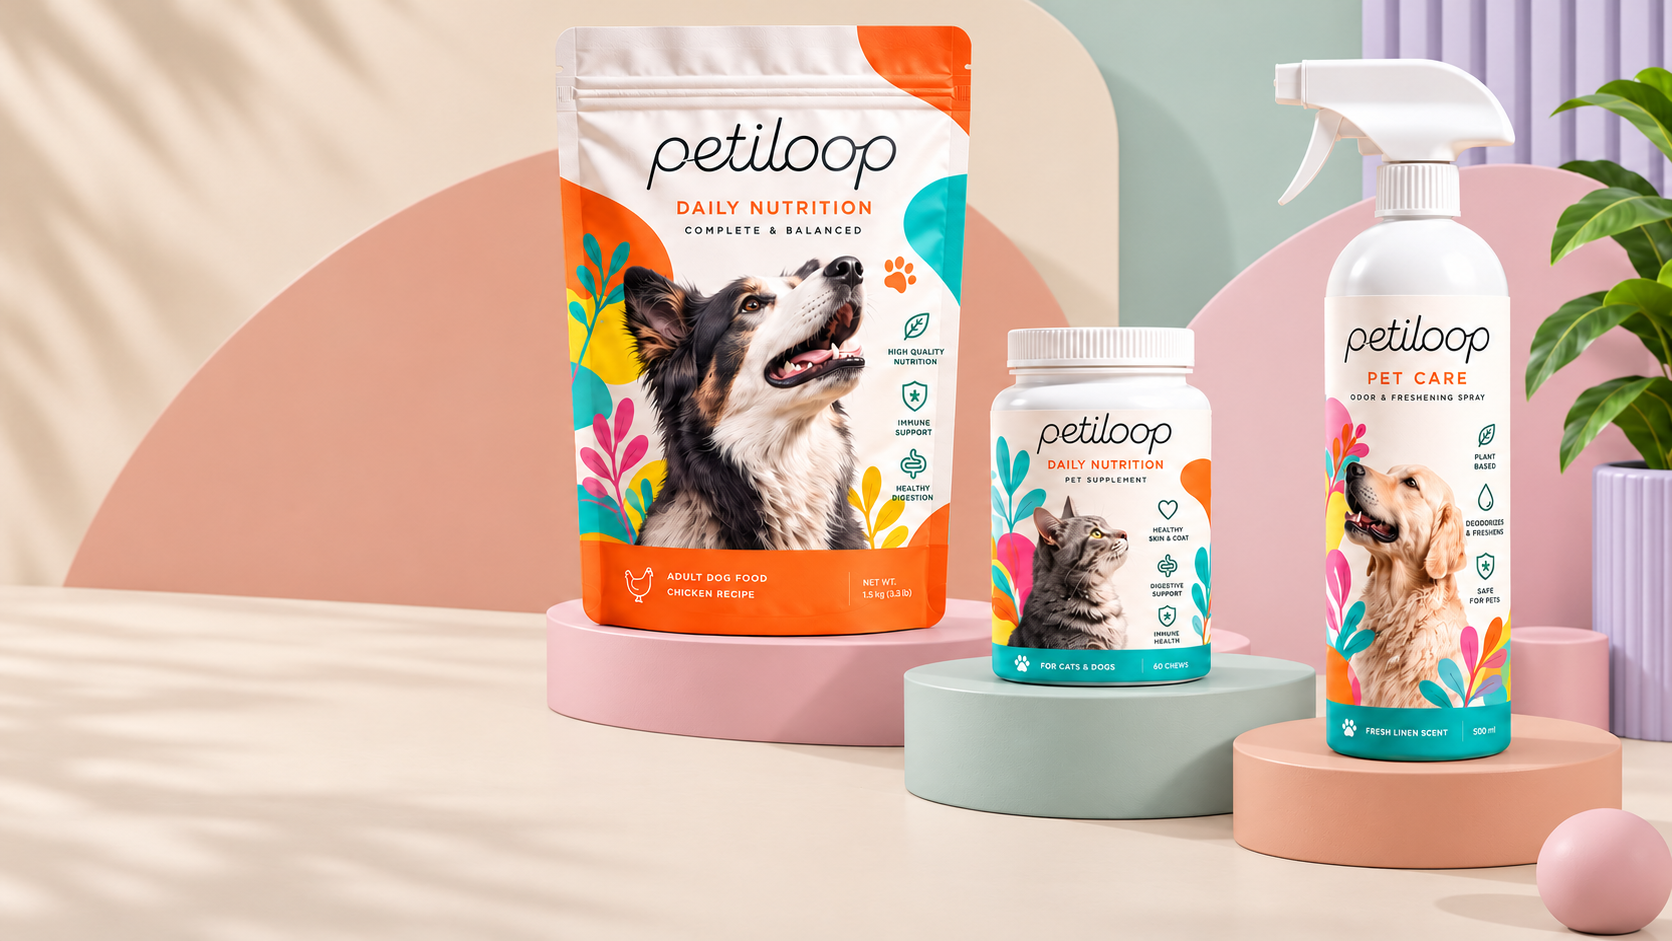 petiloop
DAILY NUTRITION
COMPLETE & BALANCED
HIGH QUALITY
NUTRITION
IMMUNE
SUPPORT
HEALTHY
DIGESTION
ADULT DOG FOOD
CHICKEN RECIPE
NET WT.
1.5 kg (3.3 lb)
petiloop
DAILY NUTRITION
PET SUPPLEMENT
HEALTHY
SKIN & COAT
DIGESTIVE
SUPPORT
IMMUNE
HEALTH
FOR CATS & DOGS
60 CHEWS
petiloop
PET CARE
ODOR & FRESHENING SPRAY
PLANT
BASED
DEODORIZES
& FRESHENS
SAFE
FOR PETS
FRESH LINEN SCENT
500 ml